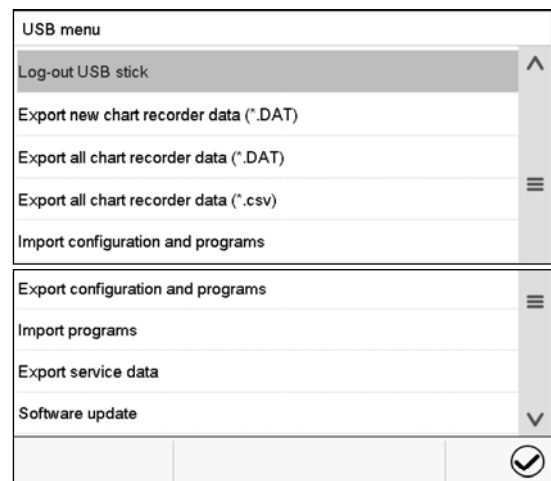 USB menu
Log-out USB stick
Export new chart recorder data (*.DAT)
Export all chart recorder data (*.DAT)
Export all chart recorder data (*.csv)
Import configuration and programs
Export configuration and programs
Import programs
Export service data
Software update